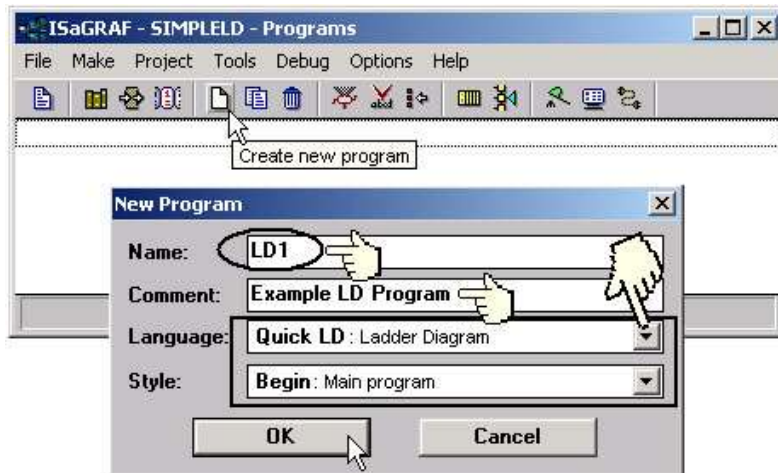 ISaGRAF - SIMPLELD - Programs
File Make Project Tools Debug Options Help
Create new program
New Program
Name: LD1
Comment: Example LD Program
Language: Quick LD : Ladder Diagram
Style: Begin : Main program
OK Cancel